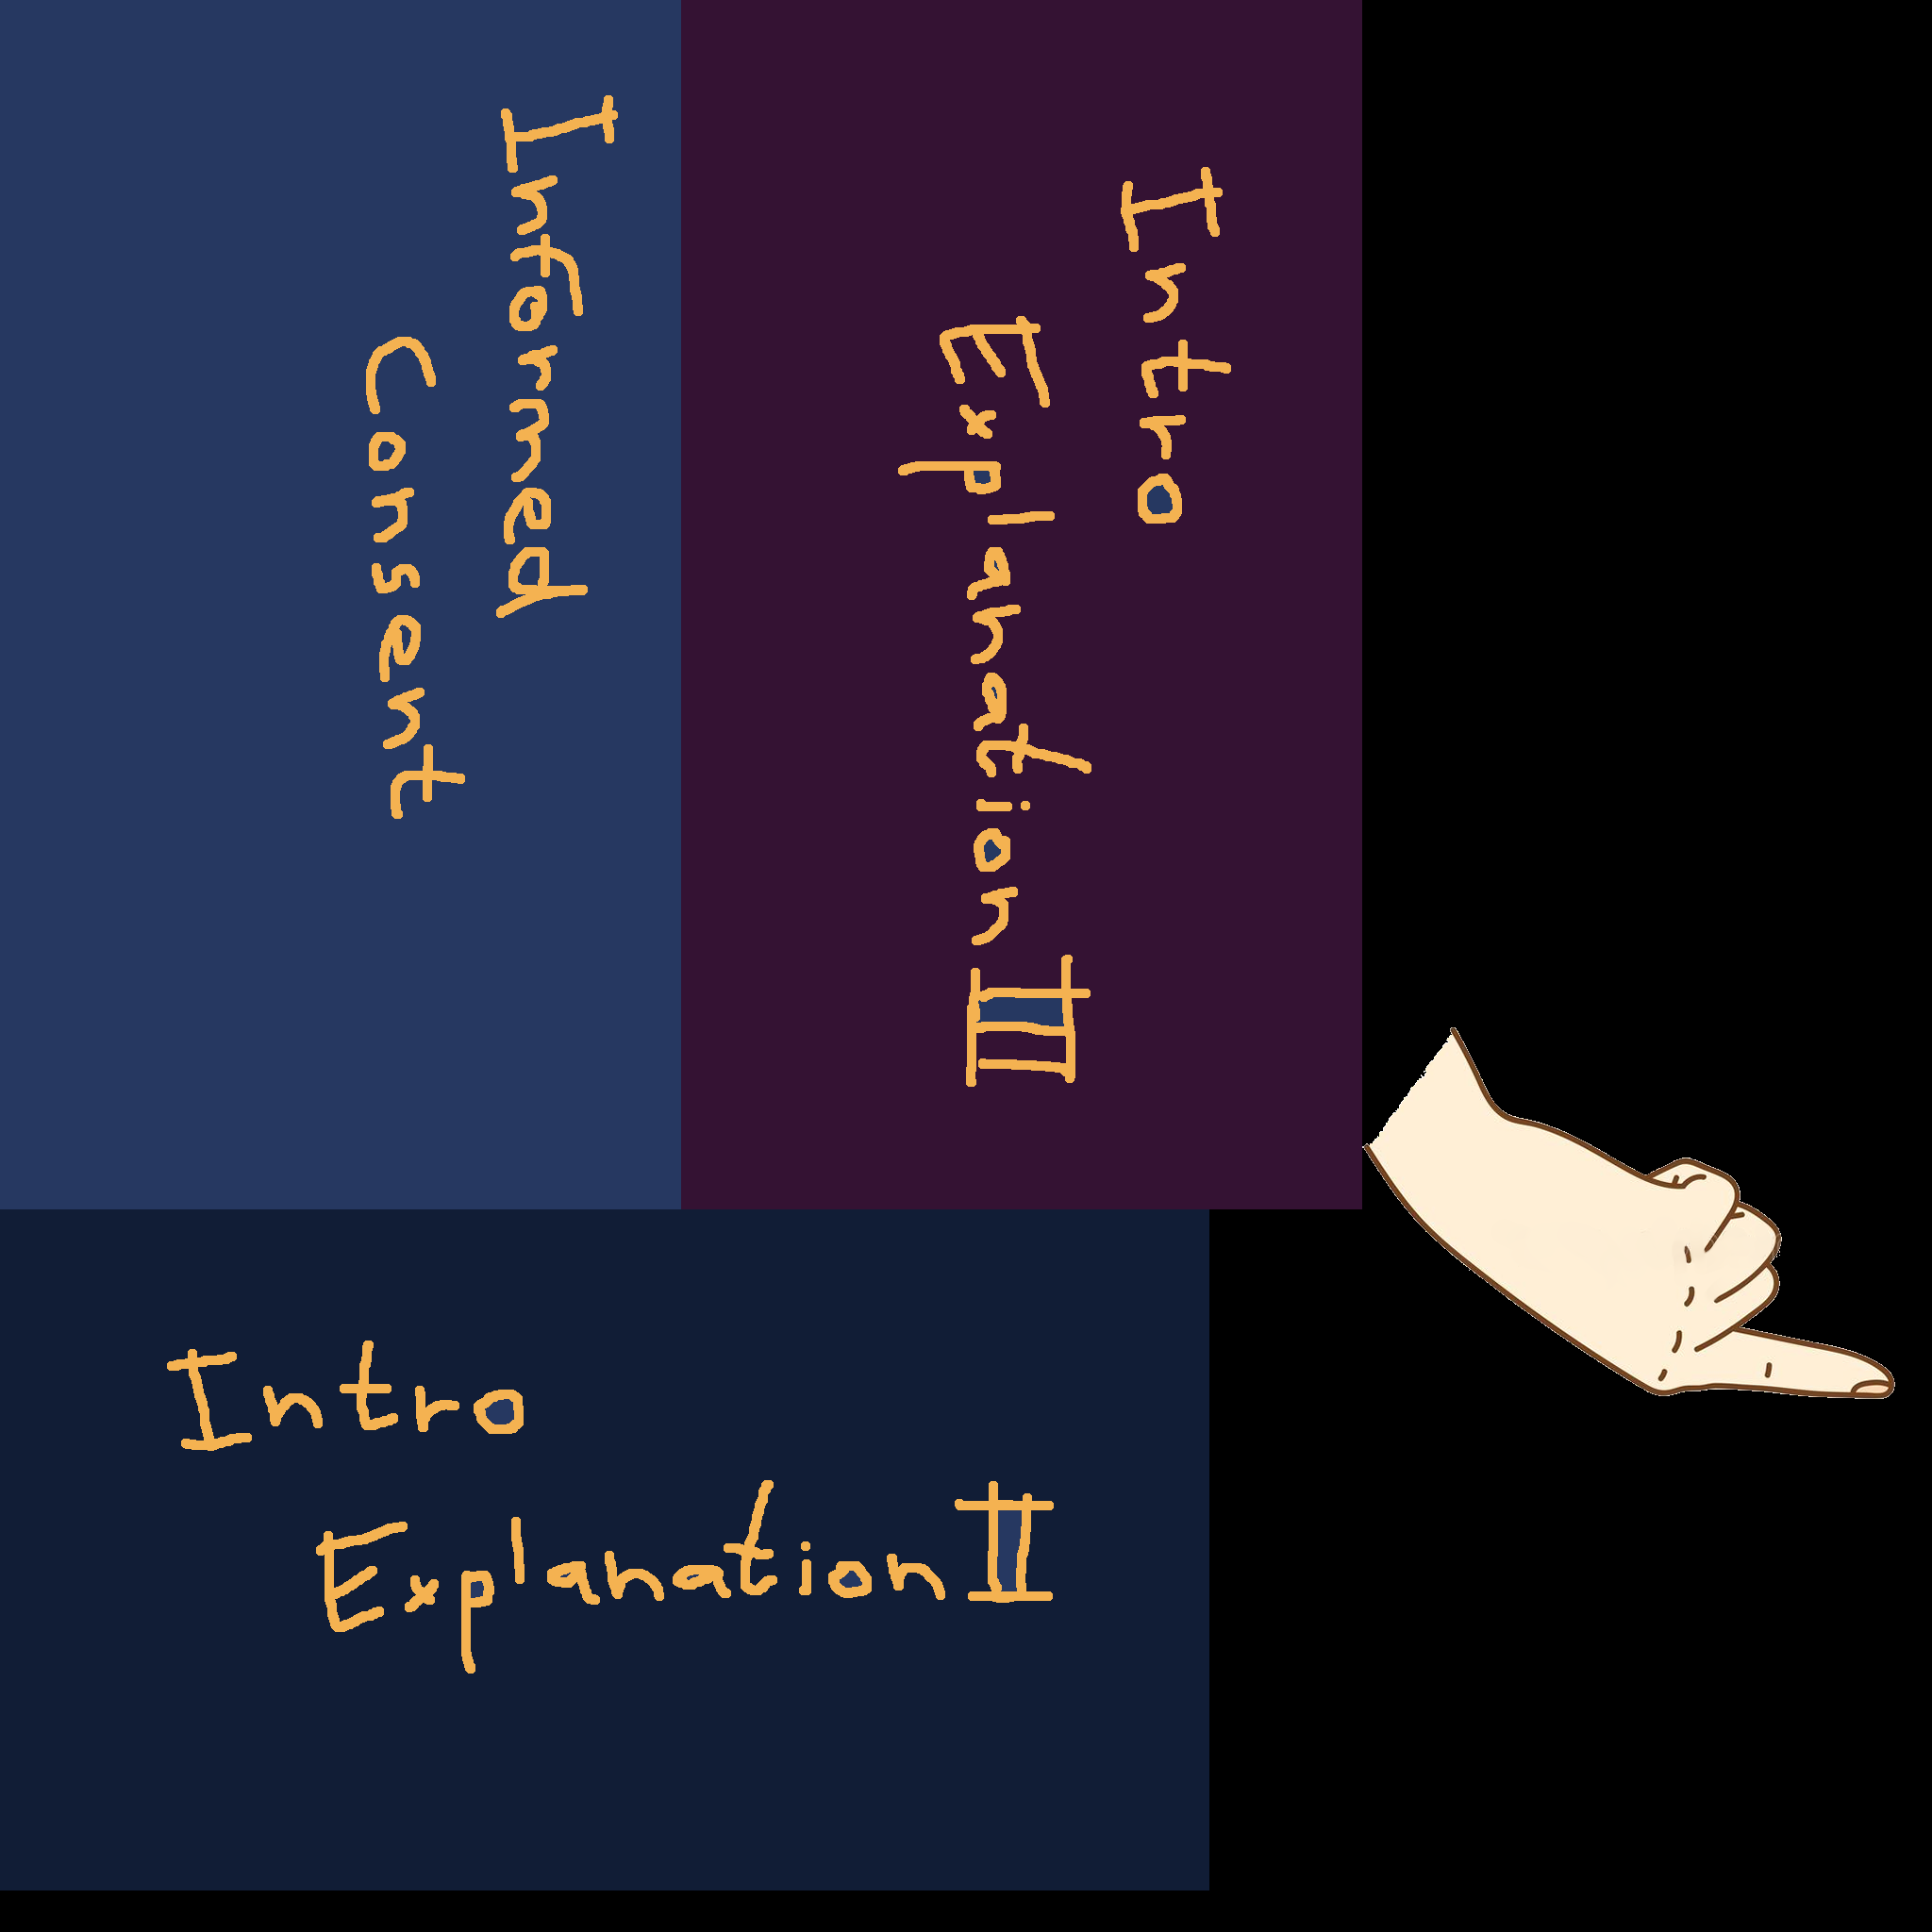 Informed
Consent
Intro
Explanation III
Intro
Explanation II